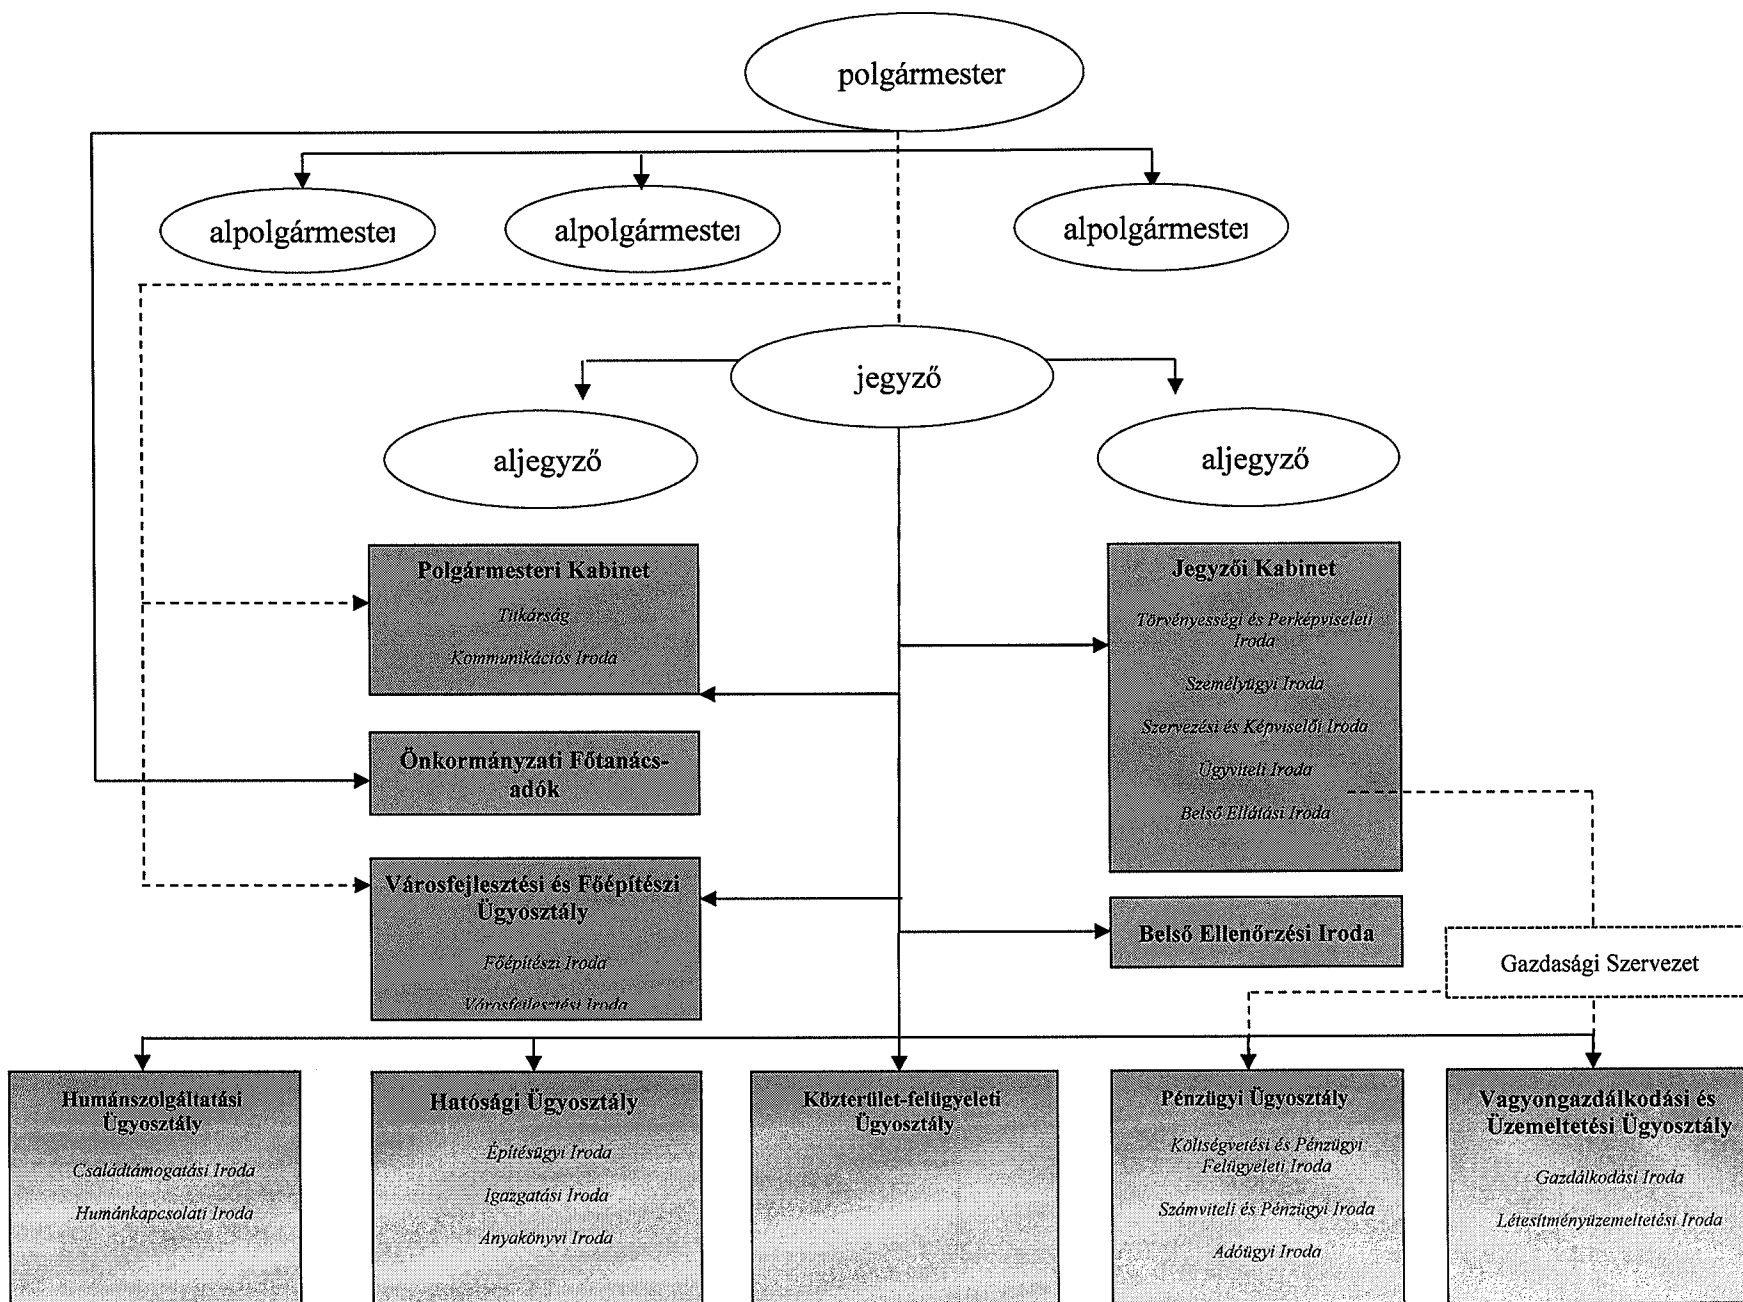 polgármester
alpolgármester
alpolgármester
alpolgármester
jegyző
aljegyző
aljegyző
Polgármesteri Kabinet
Titkárság
Kommunikációs Iroda
Jegyzői Kabinet
Törvényességi és Perképviseleti
Iroda
Személyügyi Iroda
Szervezési és Képviselői Iroda
Ügyviteli Iroda
Belső Ellátási Iroda
Önkormányzati Főtanács-
adók
Városfejlesztési és Főépítészi
Ügyosztály
Főépítészi Iroda
Városfejlesztési Iroda
Belső Ellenőrzési Iroda
Gazdasági Szervezet
Humánszolgáltatási
Ügyosztály
Családtámogatási Iroda
Humánkapcsolati Iroda
Hatósági Ügyosztály
Építésügyi Iroda
Igazgatási Iroda
Anyakönyvi Iroda
Közterület-felügyeleti
Ügyosztály
Pénzügyi Ügyosztály
Költségvetési és Pénzügyi
Felügyeleti Iroda
Számviteli és Pénzügyi Iroda
Adóügyi Iroda
Vagyongazdálkodási és
Üzemeltetési Ügyosztály
Gazdálkodási Iroda
Létesítményüzemeltetési Iroda